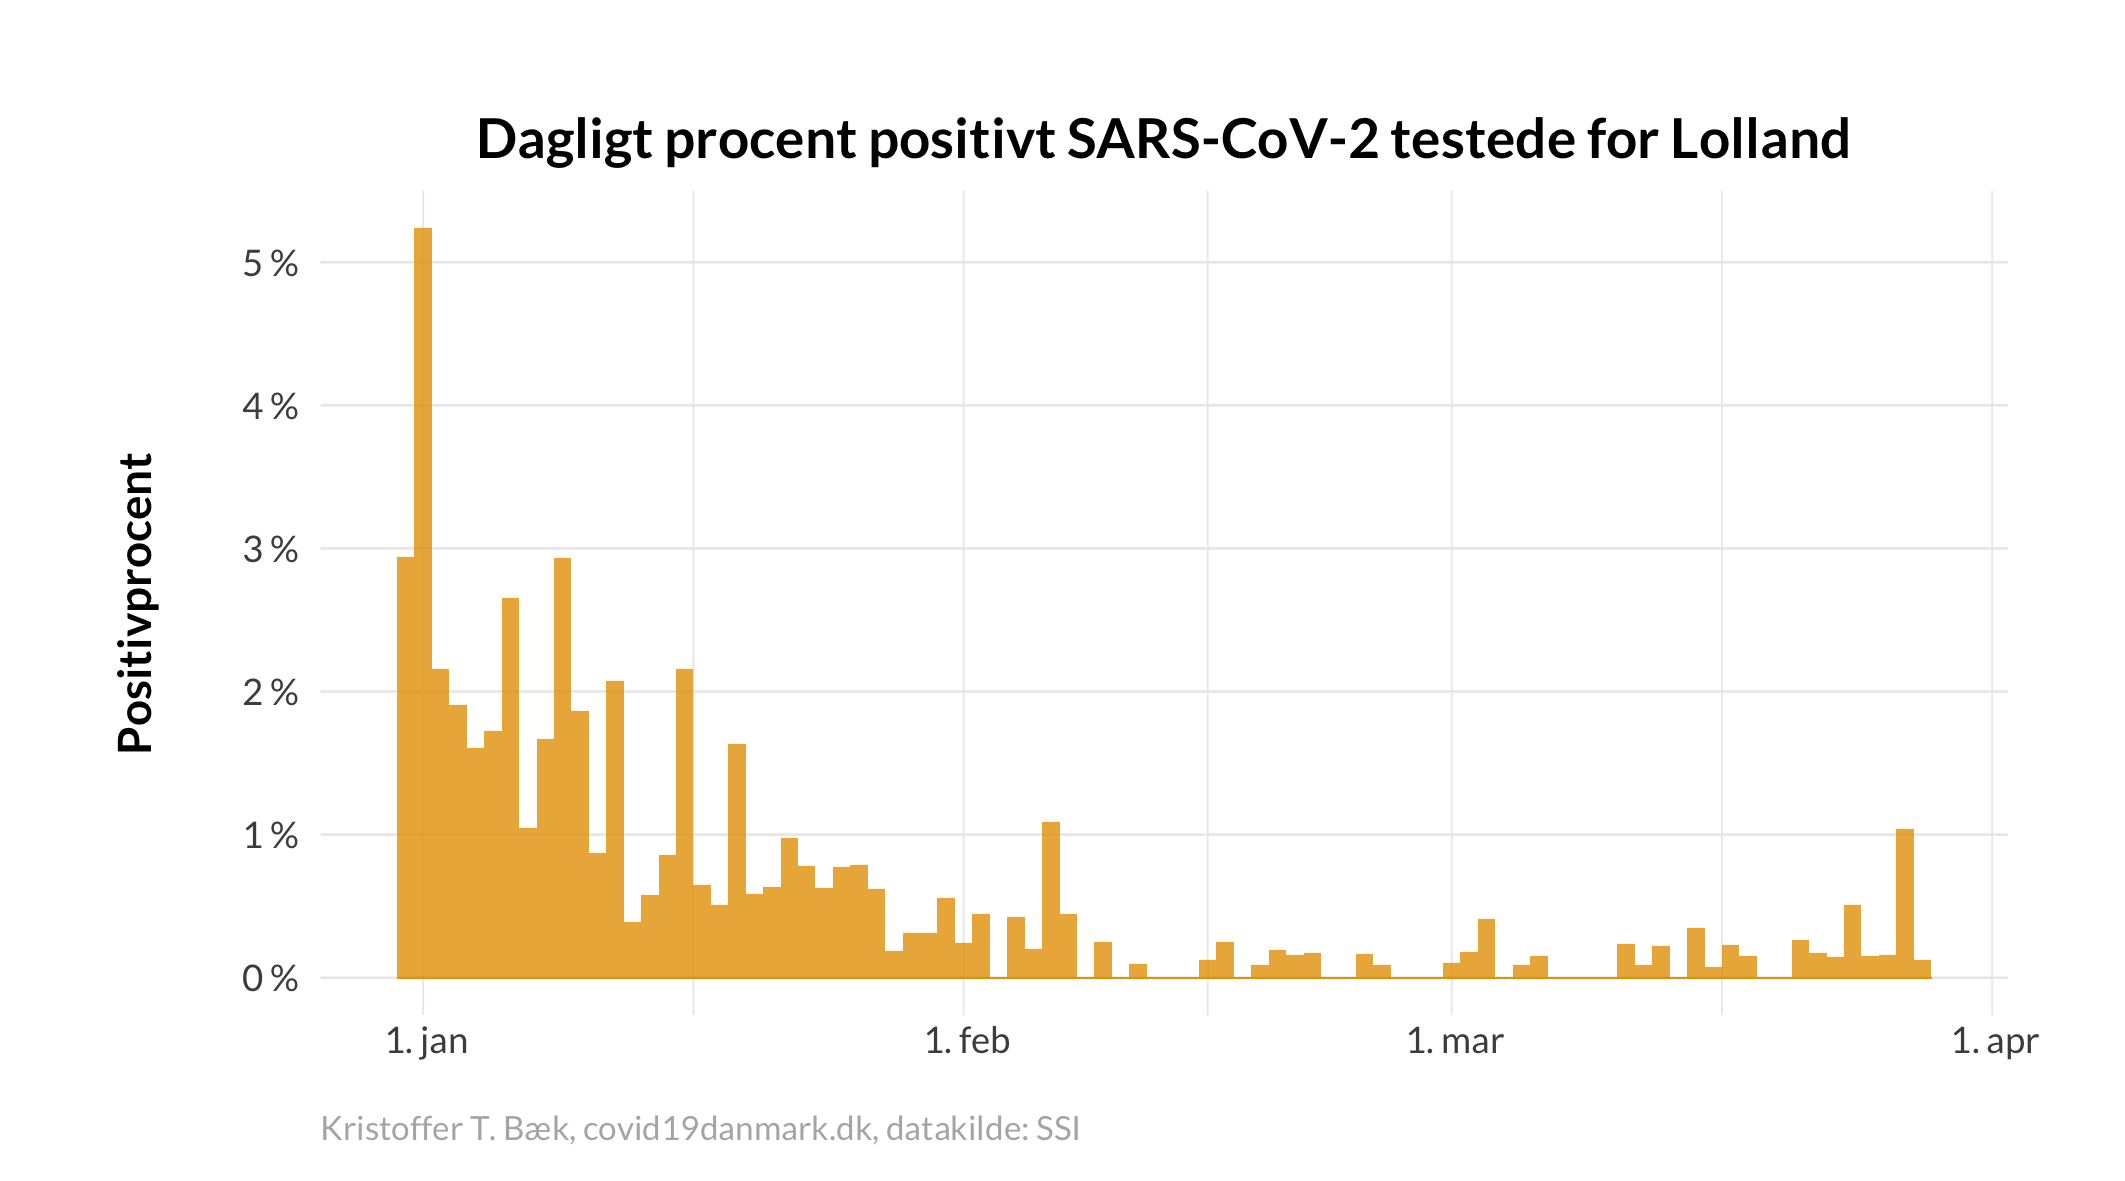 Dagligt procent positivt SARS-CoV-2 testede for Lolland
Positivprocent
5 %
4 %
3 %
2 %
1 %
0 %
1. jan
1. feb
1. mar
1. apr
Kristoffer T. Bæk, covid19danmark.dk, datakilde: SSI